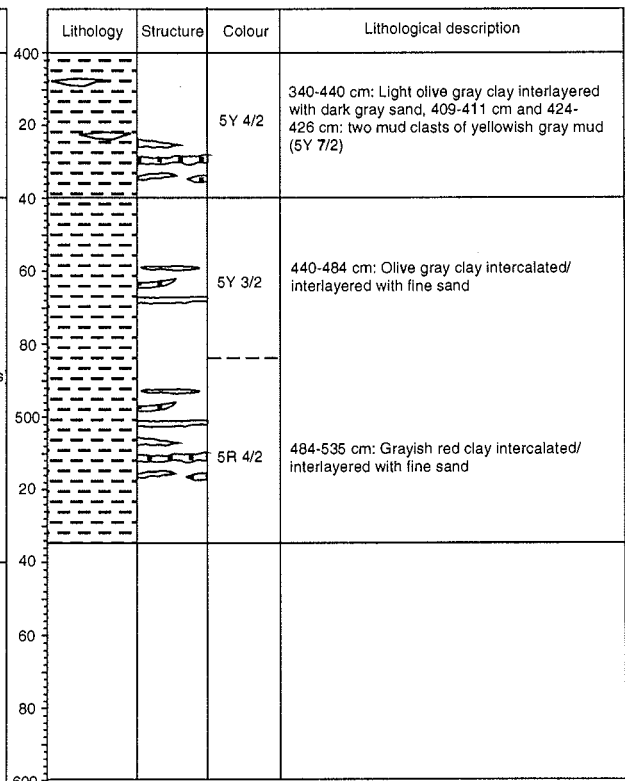 Lithology Structure Colour Lithological description
400
340-440 cm: Light olive gray clay interlayered
with dark gray sand, 409-411 cm and 424-
20 5Y 4/2 426 cm: two mud clasts of yellowish gray mud
(5Y 7/2)
40
60 440-484 cm: Olive gray clay intercalated/
5Y 3/2 interlayered with fine sand
80
s
500
5R 4/2 484-535 cm: Grayish red clay intercalated/
interlayered with fine sand
20
40
60
80
600